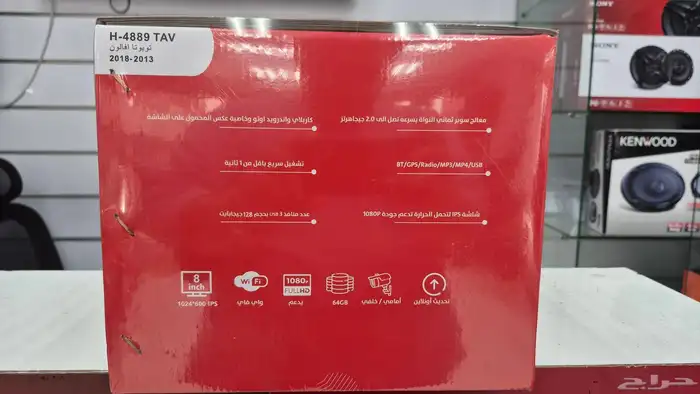 H-4889 TAV
تويوتا افالون
2018-2013
معالج سوبر ثماني النواة بسرعه تصل الى 2.0 جيجاهرتز
كاربلاي واندرويد اوتو وخاصية عكس المحمول على الشاشة
BT/GPS/Radio/MP3/MP4/USB
تشغيل سريع باقل من 1 ثانية
شاشة IPS تتحمل الحرارة تدعم جودة 1080P
عدد منافذ USB 3 بحجم 128 جيجابايت
8
inch
1024*600 IPS
Wi Fi
واي فاي
1080P
FULL HD
يدعم
64GB
أمامي / خلفي
تحديث أونلاين
SONY
SONY
KENWOOD
حراج